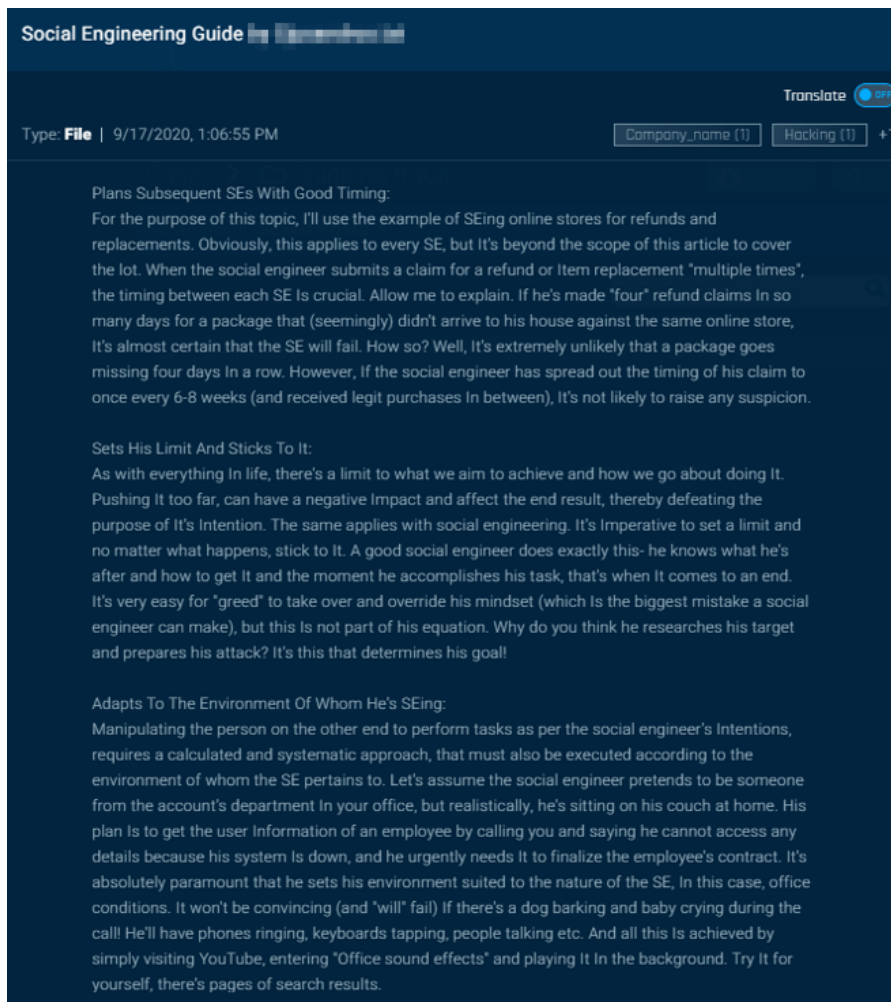 Social Engineering Guide
Translate OFF
Type: File | 9/17/2020, 1:06:55 PM
Company_name (1) Hacking (1)
Plans Subsequent SEs With Good Timing:
For the purpose of this topic, I'll use the example of SEing online stores for refunds and
replacements. Obviously, this applies to every SE, but It's beyond the scope of this article to cover
the lot. When the social engineer submits a claim for a refund or Item replacement "multiple times",
the timing between each SE Is crucial. Allow me to explain. If he's made "four" refund claims In so
many days for a package that (seemingly) didn't arrive to his house against the same online store,
It's almost certain that the SE will fail. How so? Well, It's extremely unlikely that a package goes
missing four days In a row. However, If the social engineer has spread out the timing of his claim to
once every 6-8 weeks (and received legit purchases In between), It's not likely to raise any suspicion.
Sets His Limit And Sticks To It:
As with everything In life, there's a limit to what we aim to achieve and how we go about doing It.
Pushing It too far, can have a negative Impact and affect the end result, thereby defeating the
purpose of It's Intention. The same applies with social engineering. It's Imperative to set a limit and
no matter what happens, stick to It. A good social engineer does exactly this- he knows what he's
after and how to get It and the moment he accomplishes his task, that's when It comes to an end.
It's very easy for "greed" to take over and override his mindset (which Is the biggest mistake a social
engineer can make), but this Is not part of his equation. Why do you think he researches his target
and prepares his attack? It's this that determines his goal!
Adapts To The Environment Of Whom He's SEing:
Manipulating the person on the other end to perform tasks as per the social engineer's Intentions,
requires a calculated and systematic approach, that must also be executed according to the
environment of whom the SE pertains to. Let's assume the social engineer pretends to be someone
from the account's department In your office, but realistically, he's sitting on his couch at home. His
plan Is to get the user Information of an employee by calling you and saying he cannot access any
details because his system Is down, and he urgently needs It to finalize the employee's contract. It's
absolutely paramount that he sets his environment suited to the nature of the SE, In this case, office
conditions. It won't be convincing (and "will" fail) If there's a dog barking and baby crying during the
call! He'll have phones ringing, keyboards tapping, people talking etc. And all this Is achieved by
simply visiting YouTube, entering "Office sound effects" and playing It In the background. Try It for
yourself, there's pages of search results.